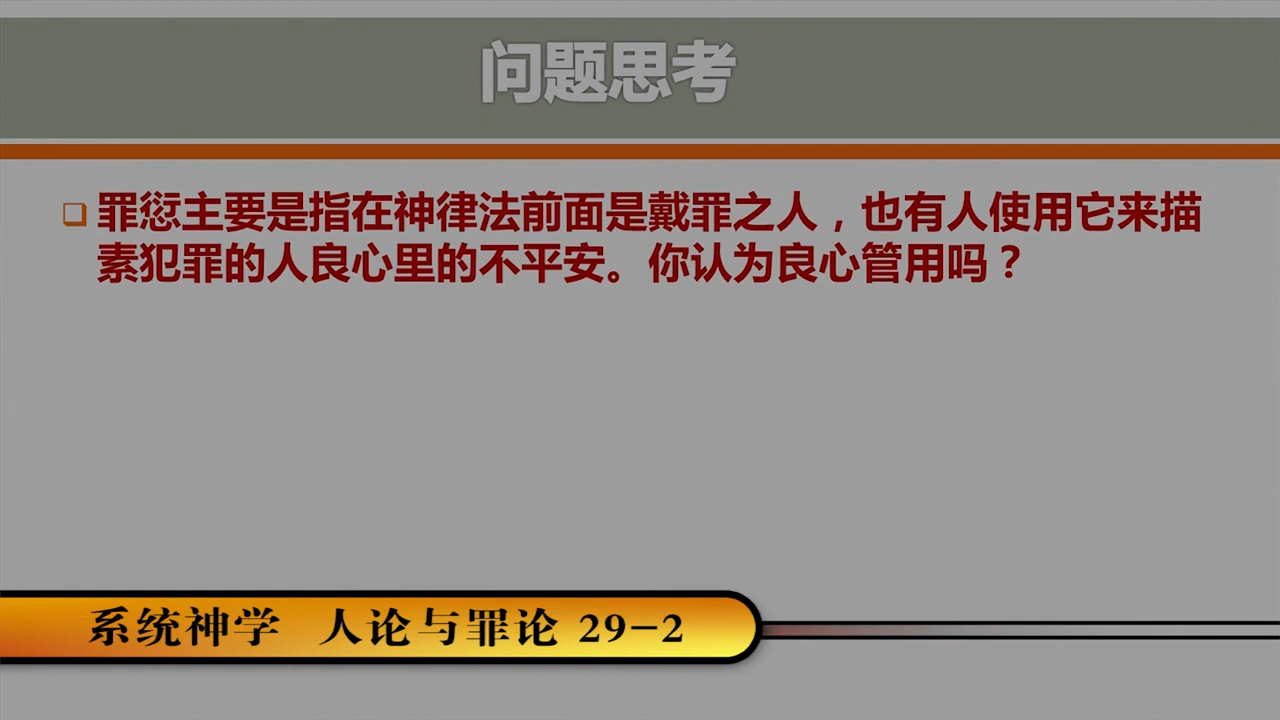 问题思考
罪愆主要是指在神律法前面是戴罪之人，也有人使用它来描
素犯罪的人良心里的不平安。你认为良心管用吗？
系统神学 人论与罪论 29-2